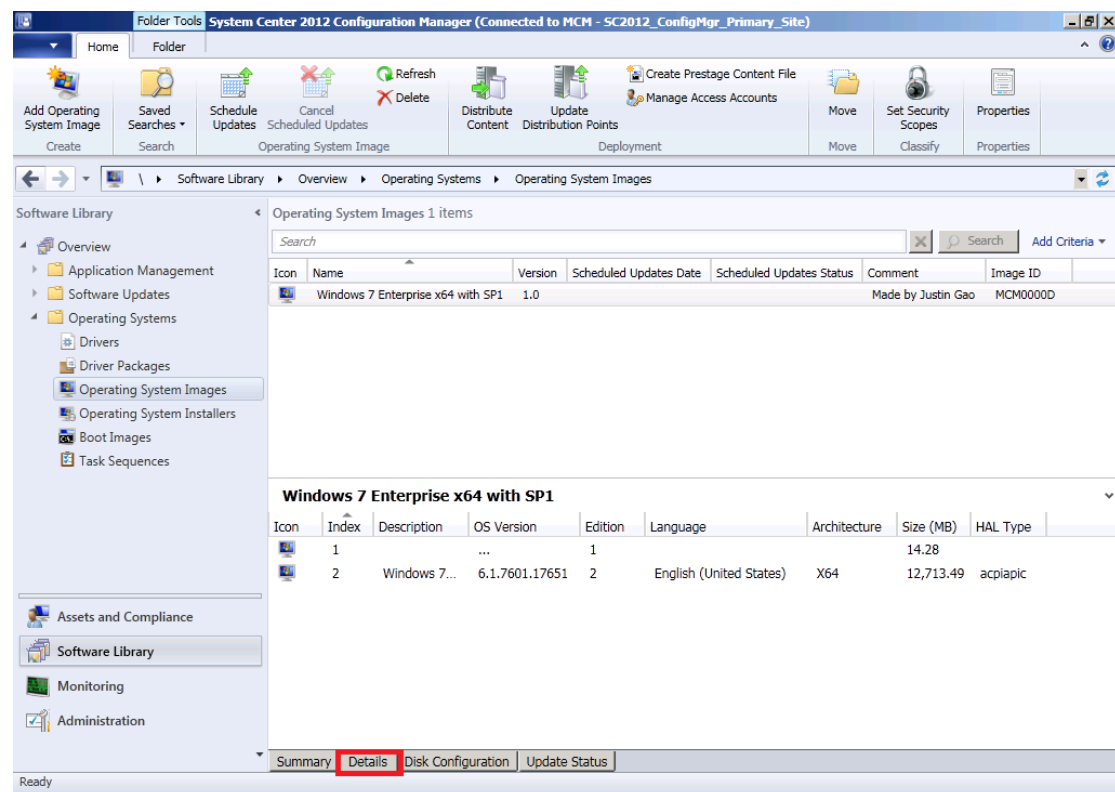 Folder Tools System Center 2012 Configuration Manager (Connected to MCM - SC2012_ConfigMgr_Primary_Site)
Home Folder
Add Operating System Image
Saved Searches
Schedule Updates
Cancel Scheduled Updates
Refresh
Delete
Distribute Content
Update Distribution Points
Create Prestage Content File
Manage Access Accounts
Move
Set Security Scopes
Properties
Create Search Operating System Image Deployment Move Classify Properties
\ Software Library Overview Operating Systems Operating System Images
Software Library
Overview
Application Management
Software Updates
Operating Systems
Drivers
Driver Packages
Operating System Images
Operating System Installers
Boot Images
Task Sequences
Assets and Compliance
Software Library
Monitoring
Administration
Operating System Images 1 items
Search Search Add Criteria
Icon Name Version Scheduled Updates Date Scheduled Updates Status Comment Image ID
Windows 7 Enterprise x64 with SP1 1.0 Made by Justin Gao MCM0000D
Windows 7 Enterprise x64 with SP1
Icon Index Description OS Version Edition Language Architecture Size (MB) HAL Type
1 ... 1 14.28
2 Windows 7... 6.1.7601.17651 2 English (United States) X64 12,713.49 acpiapic
Summary Details Disk Configuration Update Status
Ready